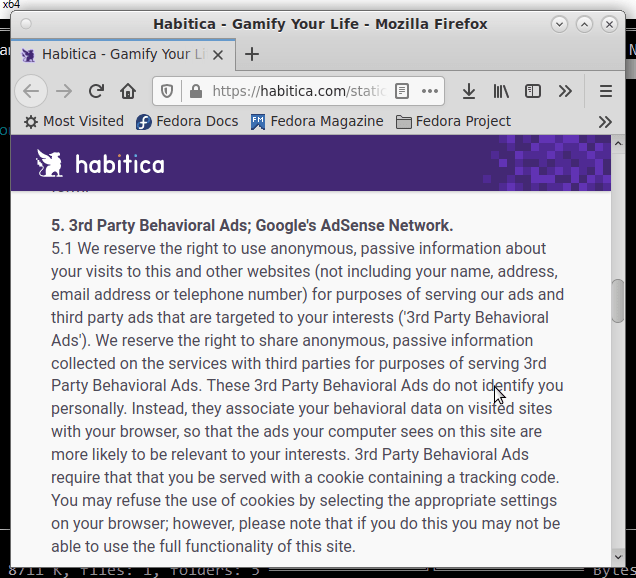 x64
Habitica - Gamify Your Life - Mozilla Firefox
Habitica - Gamify Your Li
https://habitica.com/static
Most Visited
Fedora Docs
FM
Fedora Magazine
Fedora Project
habitica
5. 3rd Party Behavioral Ads; Google's AdSense Network.
5.1 We reserve the right to use anonymous, passive information about
your visits to this and other websites (not including your name, address,
email address or telephone number) for purposes of serving our ads and
third party ads that are targeted to your interests ('3rd Party Behavioral
Ads'). We reserve the right to share anonymous, passive information
collected on the services with third parties for purposes of serving 3rd
Party Behavioral Ads. These 3rd Party Behavioral Ads do not identify you
personally. Instead, they associate your behavioral data on visited sites
with your browser, so that the ads your computer sees on this site are
more likely to be relevant to your interests. 3rd Party Behavioral Ads
require that that you be served with a cookie containing a tracking code.
You may refuse the use of cookies by selecting the appropriate settings
on your browser; however, please note that if you do this you may not be
able to use the full functionality of this site.
8711 K, files: 1, folders: 5
Bytes